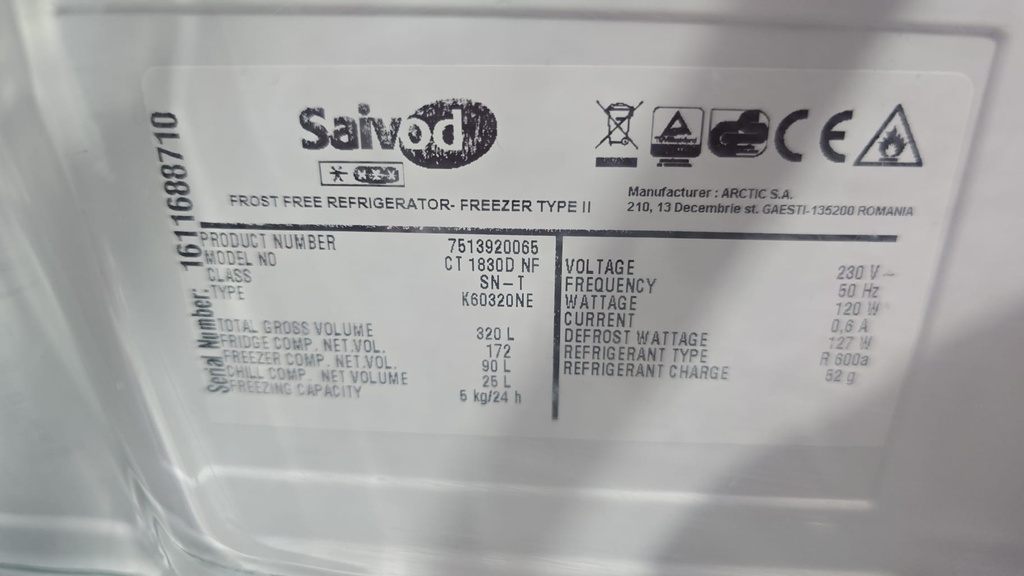 Saivod
FROST FREE REFRIGERATOR- FREEZER TYPE II
Manufacturer : ARCTIC S.A.
210, 13 Decembrie st. GAESTI-135200 ROMANIA
Serial Number: 1611688710
PRODUCT NUMBER 7513920065
MODEL NO CT 1830D NF
CLASS SN-T
TYPE K60320NE
TOTAL GROSS VOLUME 320 L
FRIDGE COMP. NET.VOL. 172
FREEZER COMP. NET.VOL. 90 L
CHILL COMP. NET VOLUME 25 L
FREEZING CAPACITY 5 kg/24 h
VOLTAGE 230 V~
FREQUENCY 50 Hz
WATTAGE 120 W
CURRENT 0,6 A
DEFROST WATTAGE 127 W
REFRIGERANT TYPE R 600a
REFRIGERANT CHARGE 52 g